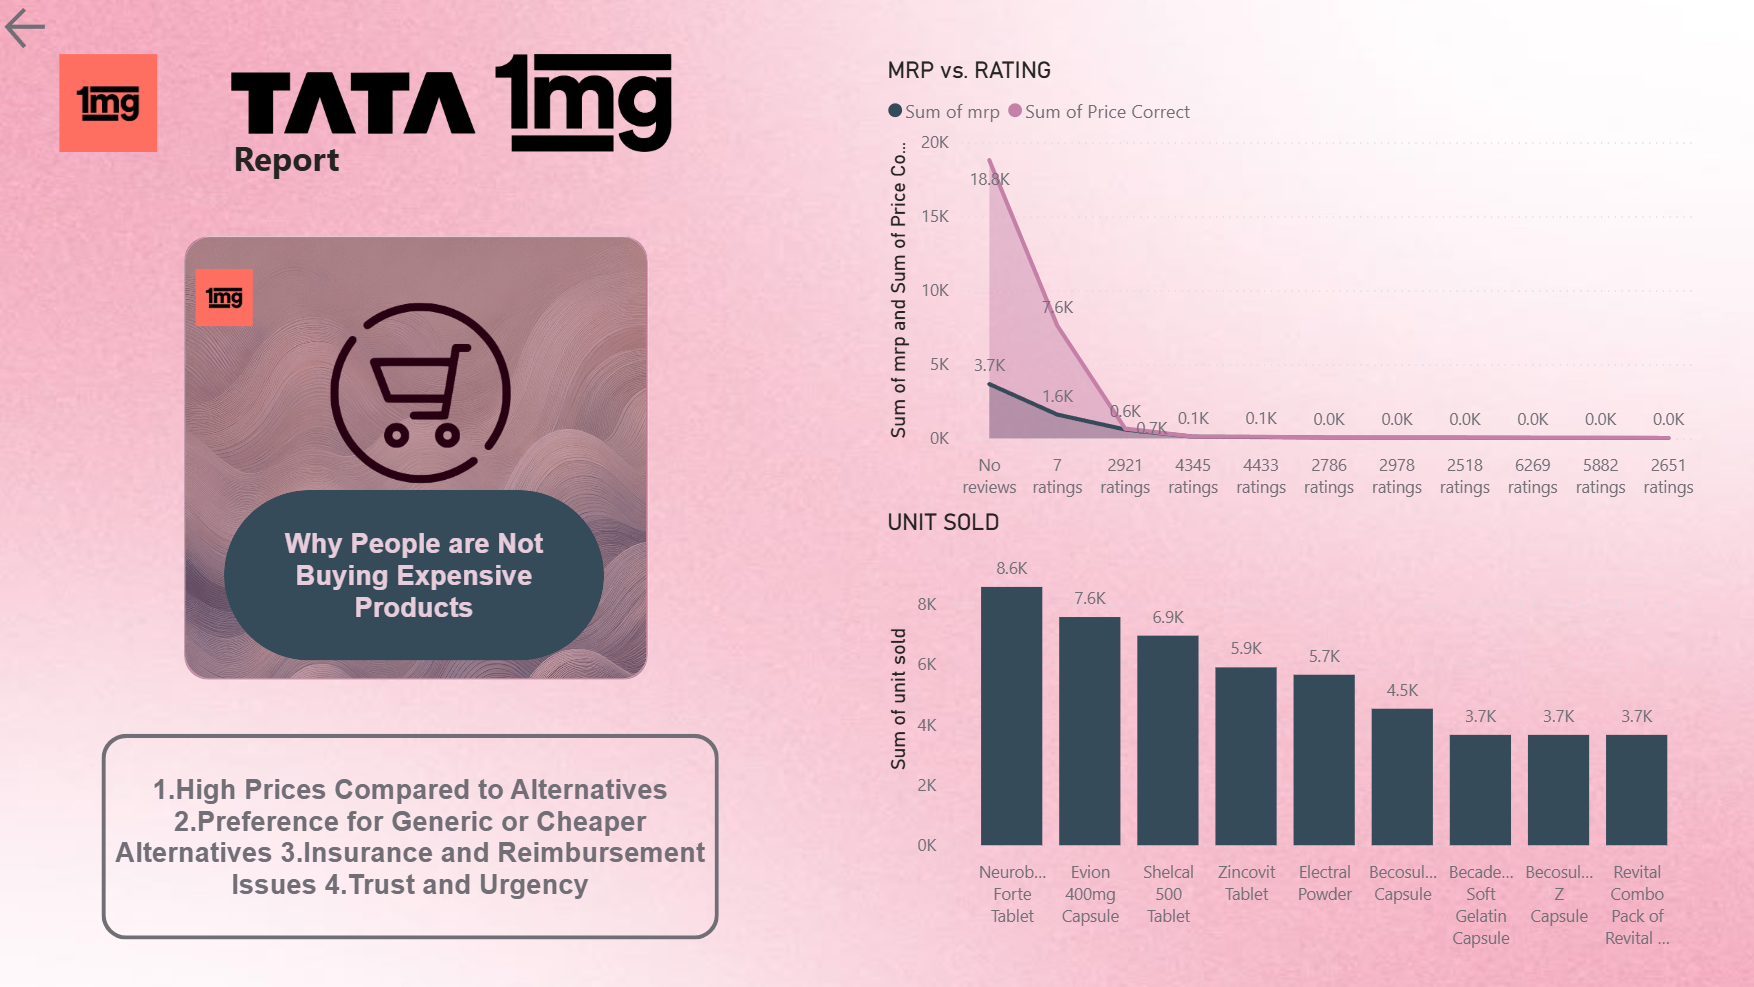 1mg
TATA 1mg
Report
1mg
Why People are Not
Buying Expensive
Products
1.High Prices Compared to Alternatives
2.Preference for Generic or Cheaper
Alternatives 3.Insurance and Reimbursement
Issues 4.Trust and Urgency
MRP vs. RATING
Sum of mrp Sum of Price Correct
Sum of mrp and Sum of Price Co...
20K
15K
10K
5K
0K
18.8K
7.6K
3.7K
1.6K
0.6K
0.7K
0.1K 0.1K 0.0K 0.0K 0.0K 0.0K 0.0K 0.0K
No reviews
7 ratings
2921 ratings
4345 ratings
4433 ratings
2786 ratings
2978 ratings
2518 ratings
6269 ratings
5882 ratings
2651 ratings
UNIT SOLD
Sum of unit sold
8K
6K
4K
2K
0K
8.6K
7.6K
6.9K
5.9K
5.7K
4.5K
3.7K
3.7K
3.7K
Neurob... Forte Tablet
Evion 400mg Capsule
Shelcal 500 Tablet
Zincovit Tablet
Electral Powder
Becosul... Capsule
Becade... Soft Gelatin Capsule
Becosul... Z Capsule
Revital Combo Pack of Revital ...